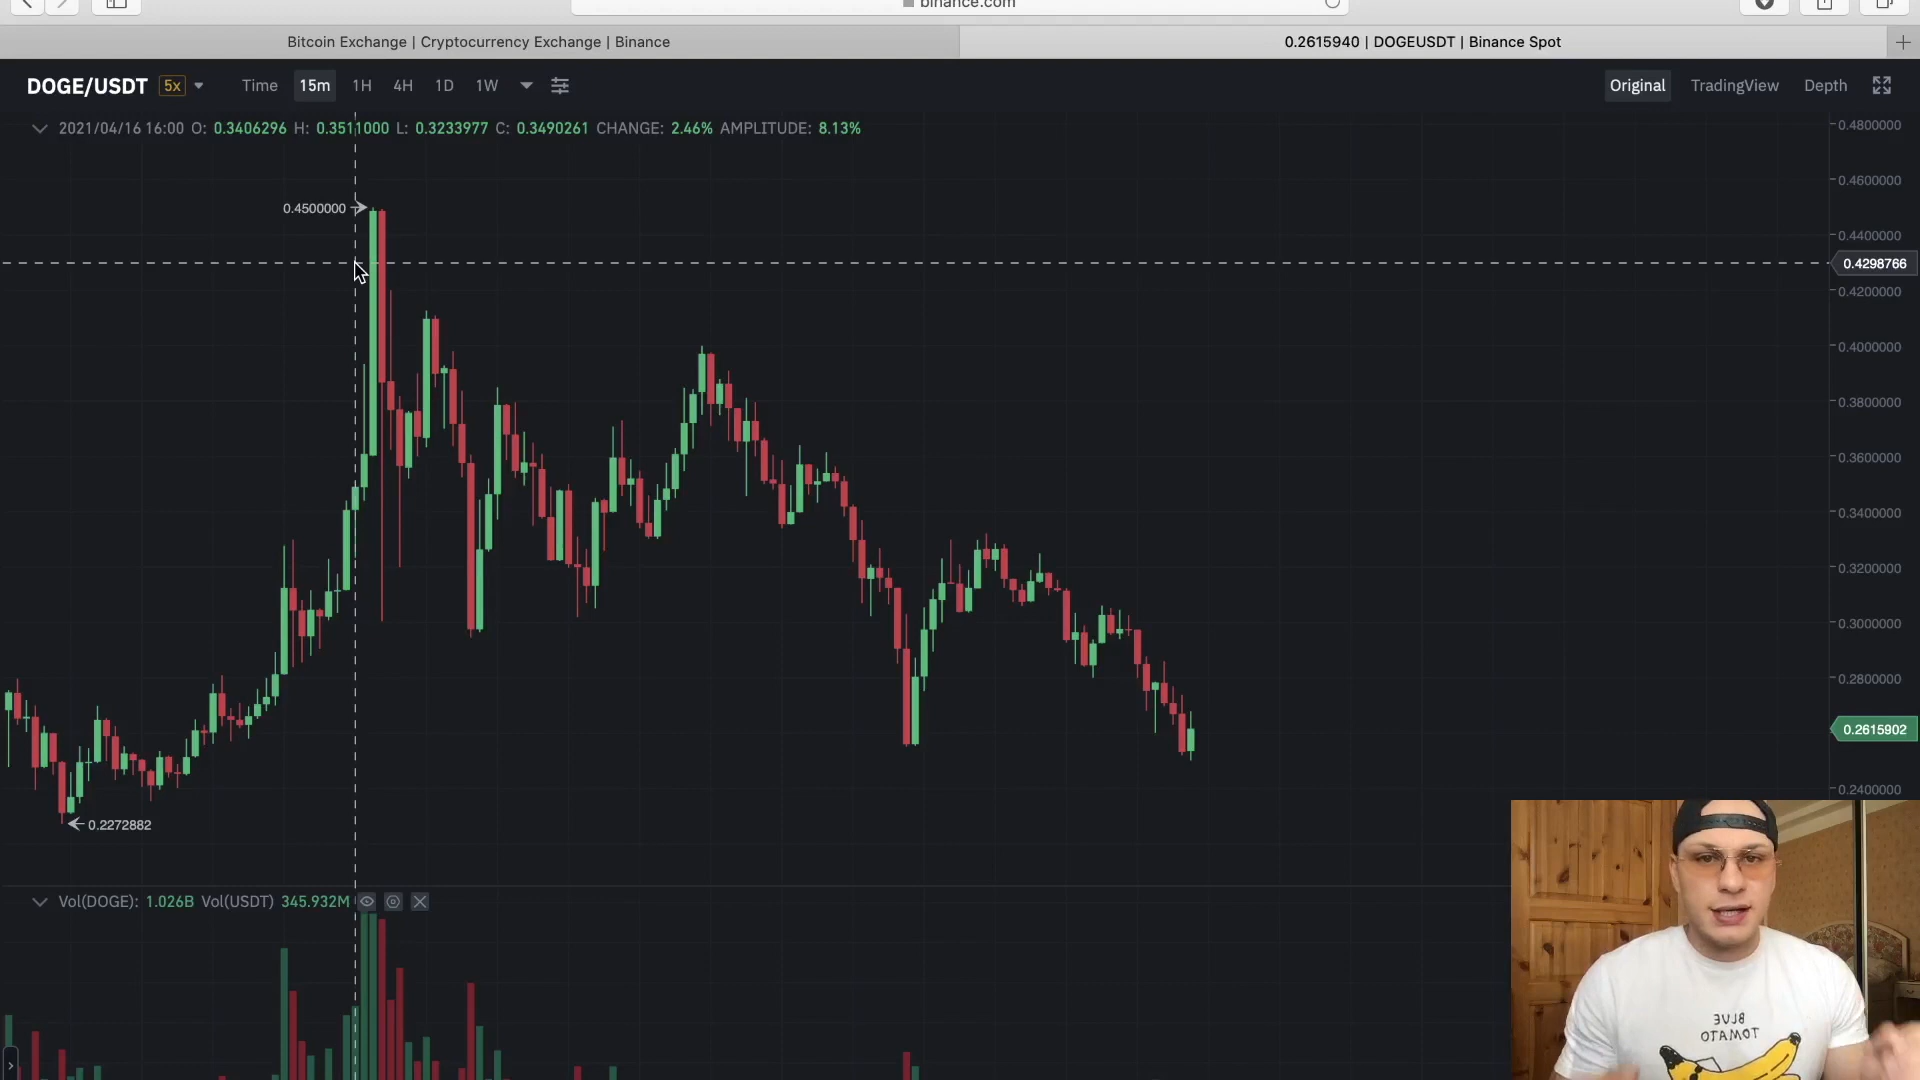 binance.com
Bitcoin Exchange | Cryptocurrency Exchange | Binance
0.2615940 | DOGEUSDT | Binance Spot
DOGE/USDT 5x Time 15m 1H 4H 1D 1W Original TradingView Depth
2021/04/16 16:00 O: 0.3406296 H: 0.3511000 L: 0.3233977 C: 0.3490261 CHANGE: 2.46% AMPLITUDE: 8.13%
0.4800000
0.4600000
0.4500000
0.4400000
0.4298766
0.4200000
0.4000000
0.3800000
0.3600000
0.3400000
0.3200000
0.3000000
0.2800000
0.2615902
0.2400000
0.2272882
Vol(DOGE): 1.026B Vol(USDT) 345.932M
BLUE
TOMATO